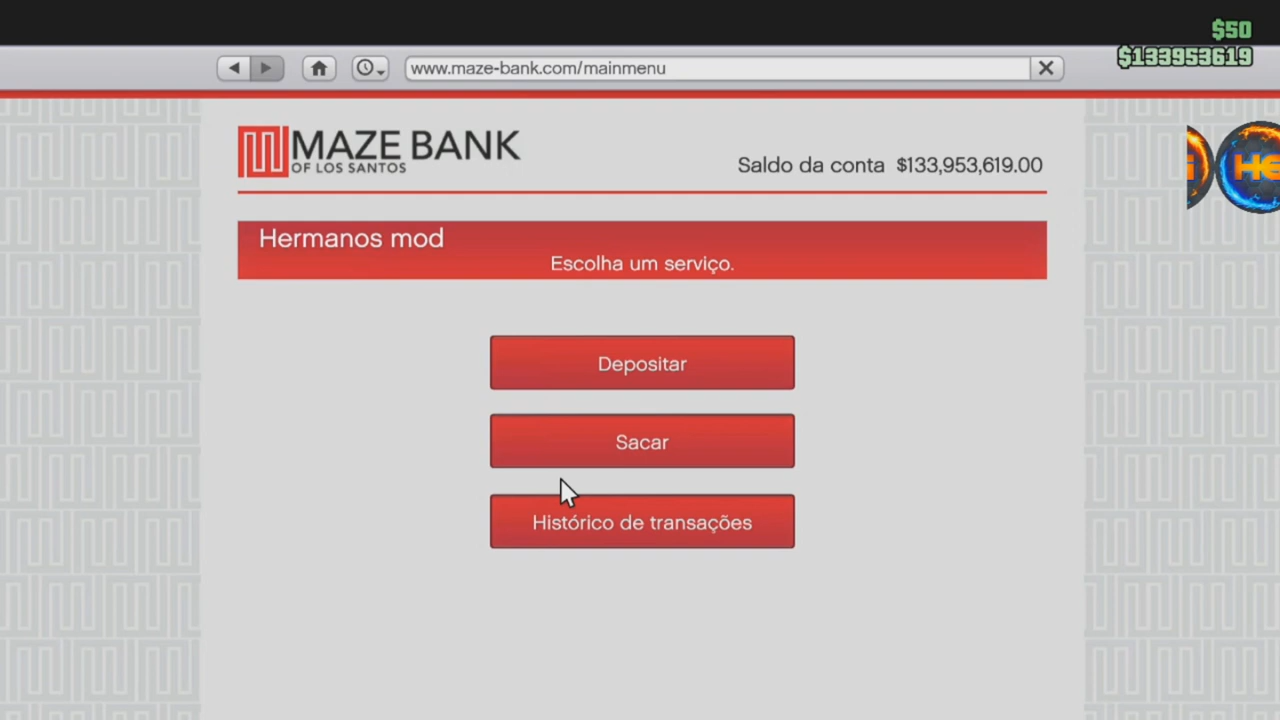 $50
$133953619
www.maze-bank.com/mainmenu
MAZE BANK
OF LOS SANTOS
Saldo da conta $133,953,619.00
Hermanos mod
Escolha um serviço.
Depositar
Sacar
Histórico de transações